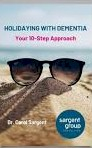 HOLIDAYING WITH DEMENTIA
Your 10-Step Approach
sargent
group
Dr. Carol Sargent